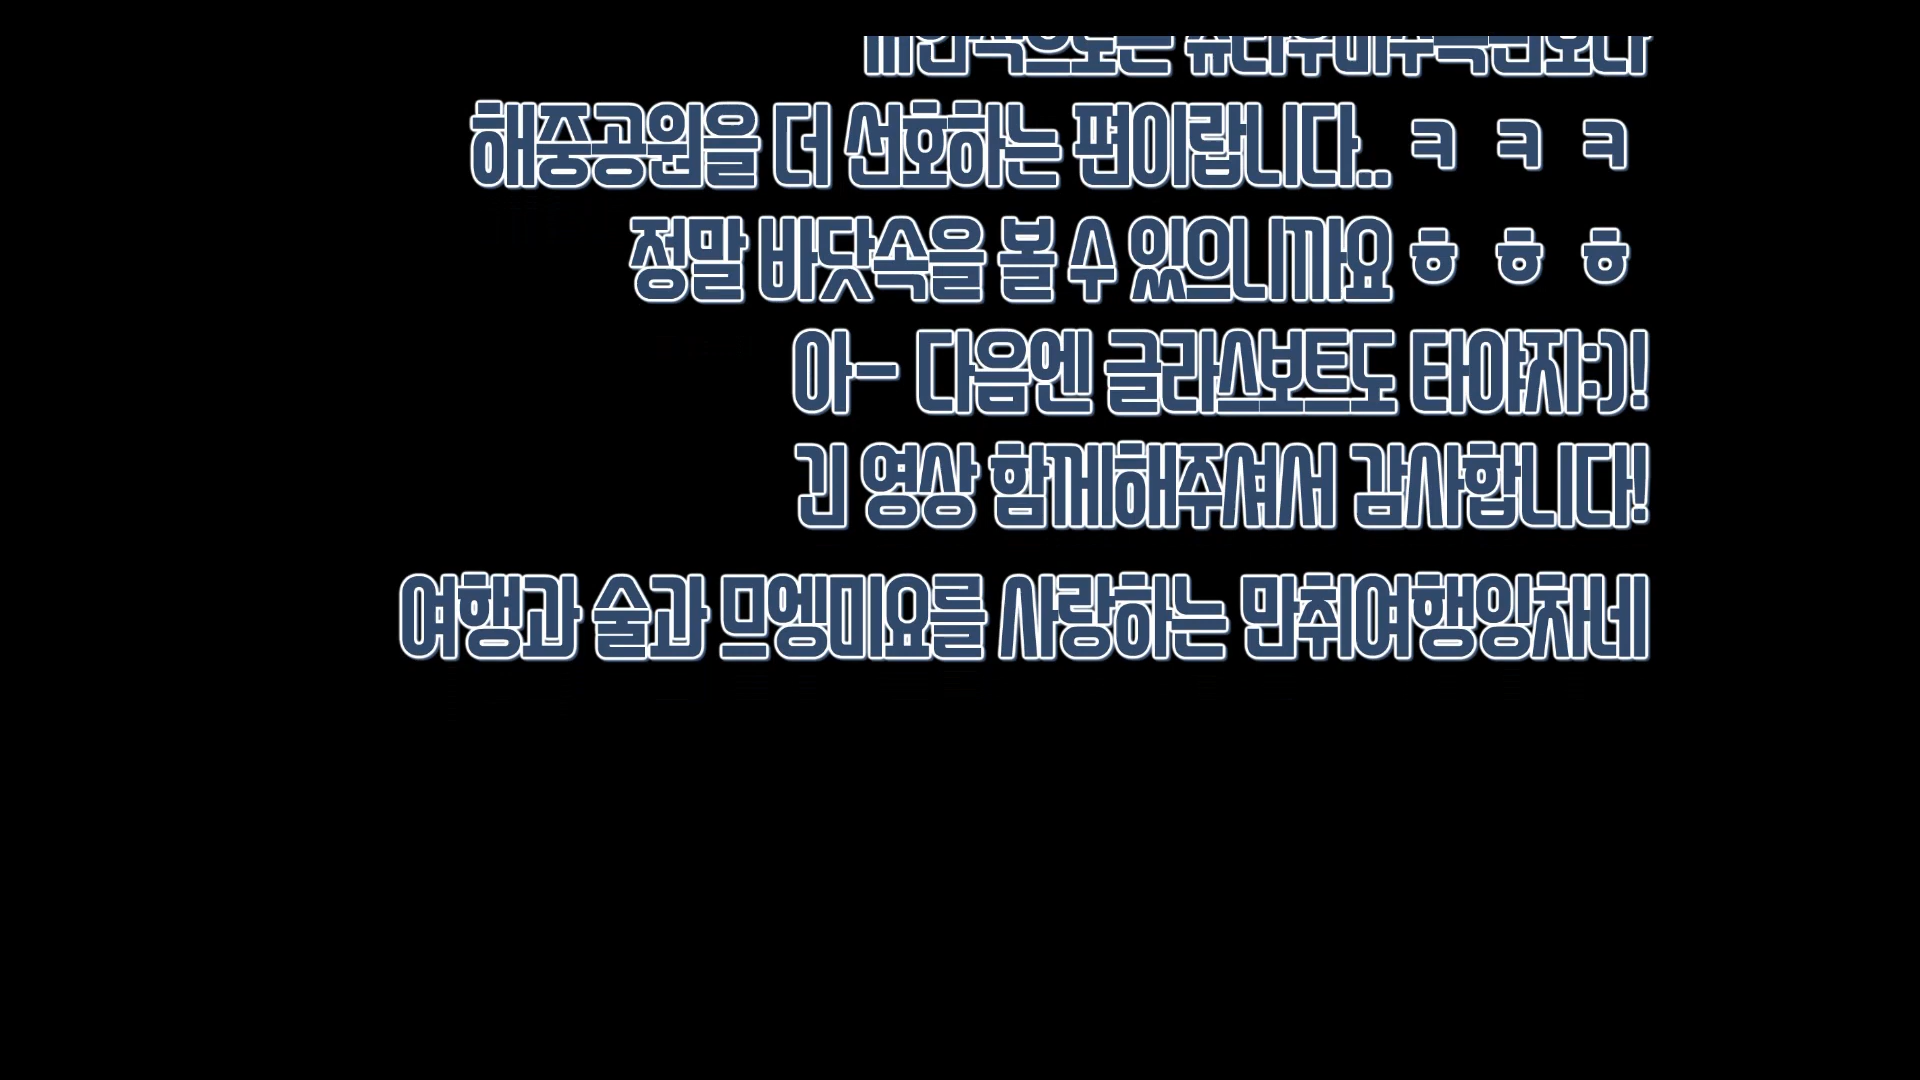 해중공원을 더 선호하는 편이랍니다.. ㅋ ㅋ ㅋ
정말 바닷속을 볼 수 있으니까요 ㅎ ㅎ ㅎ
아- 다음엔 글라스보트도 타야지:)!
긴 영상 함께해주셔서 감사합니다!
여행과 술과 므엥미요를 사랑하는 만취여행잉차네